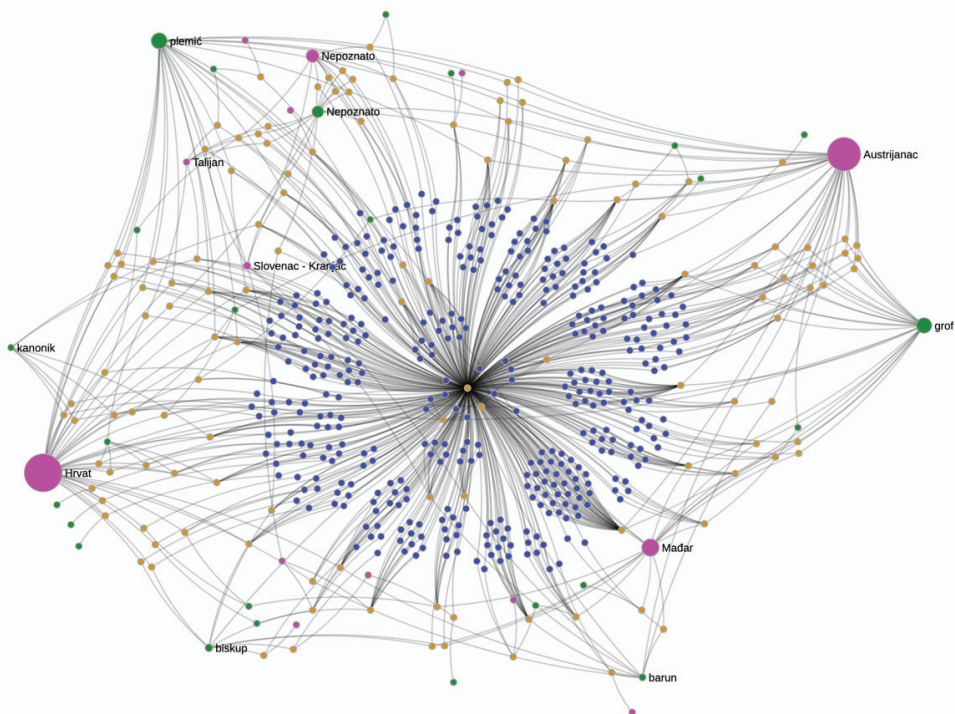 plemić
Nepoznato
Nepoznato
Austrijanac
Talijan
Slovenac - Kranjac
grof
kanonik
Hrvat
Mađar
biskup
barun